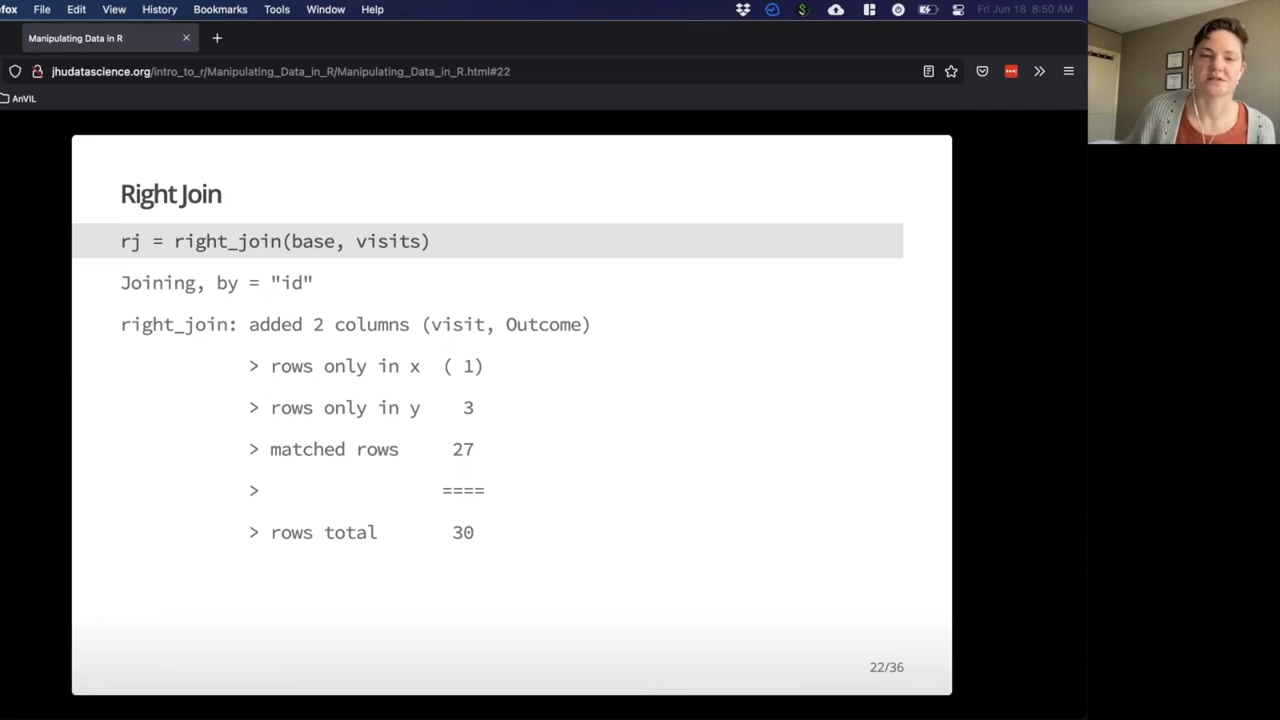 efox File Edit View History Bookmarks Tools Window Help Fri Jun 18 8:50 AM
Manipulating Data in R
jhudatascience.org/intro_to_r/Manipulating_Data_in_R/Manipulating_Data_in_R.html#22
AnVIL
Right Join
rj = right_join(base, visits)
Joining, by = "id"
right_join: added 2 columns (visit, Outcome)
> rows only in x ( 1)
> rows only in y 3
> matched rows 27
> ====
> rows total 30
22/36